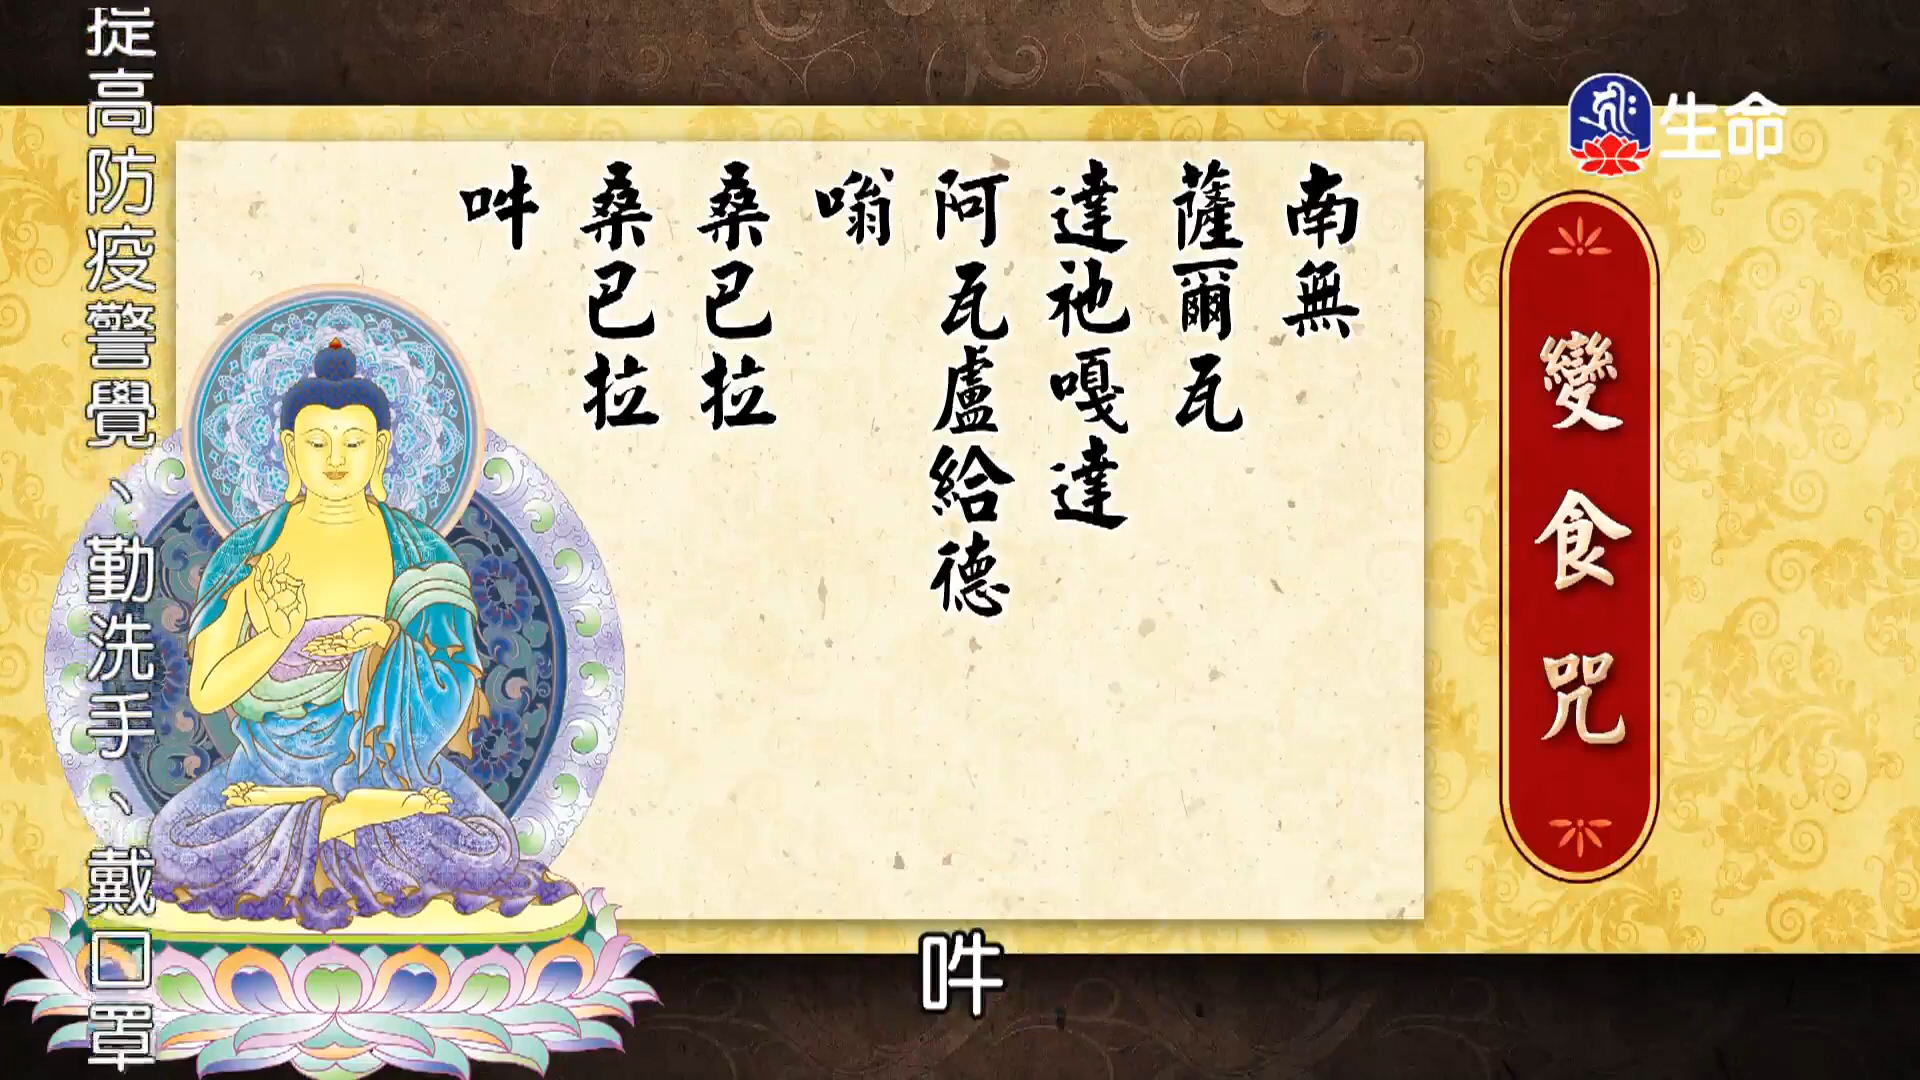 生命
變食咒
南無
薩爾瓦
達祂嘎達
阿瓦盧給德
嗡
桑巴拉
桑巴拉
吽
提高防疫警覺、勤洗手、戴口罩
吽